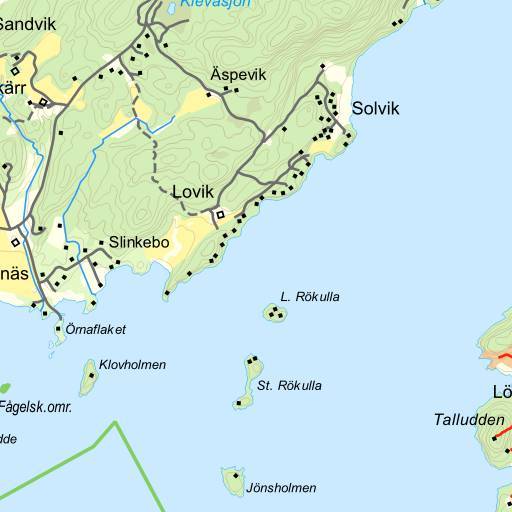 Klevasjön
Sandvik
kärr
Äspevik
Solvik
Lovik
Slinkebo
näs
L. Rökulla
Örnaflaket
Klovholmen
St. Rökulla
Lö
Fågelsk.omr.
Talludden
dde
Jönsholmen